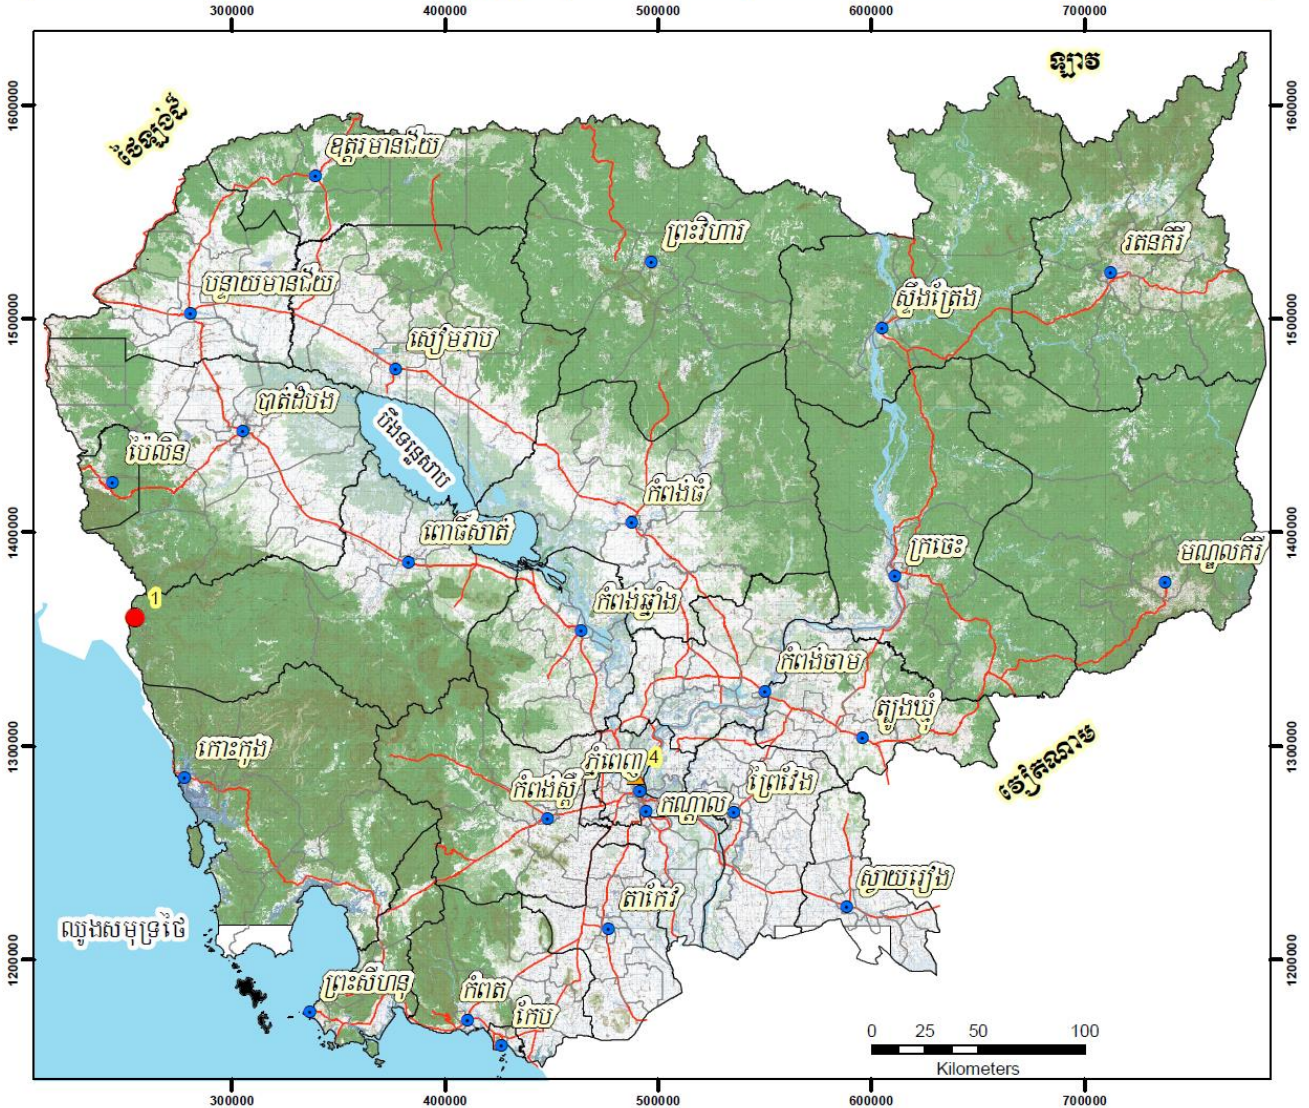 300000 400000 500000 600000 700000
ឡាវ
1600000 1600000
ថៃឡង់ដ៍
ឧត្តរមានជ័យ
ព្រះវិហារ
រតនគិរី
បន្ទាយមានជ័យ
ស្ទឹងត្រែង
1500000 1500000
សៀមរាប
បាត់ដំបង
បឹងទន្លេសាប
ប៉ៃលិន
កំពង់ធំ
1400000 1400000
ពោធិ៍សាត់
ក្រចេះ
មណ្ឌលគិរី
1
កំពង់ឆ្នាំង
កំពង់ចាម
ត្បូងឃ្មុំ
កោះកុង
1300000 1300000
ភ្នំពេញ 4
វៀតណាម
កំពង់ស្ពឺ
កណ្តាល
ព្រៃវែង
ស្វាយរៀង
តាកែវ
ឈូងសមុទ្រថៃ
1200000 1200000
ព្រះសីហនុ
កំពត
កែប
0 25 50 100
Kilometers
300000 400000 500000 600000 700000